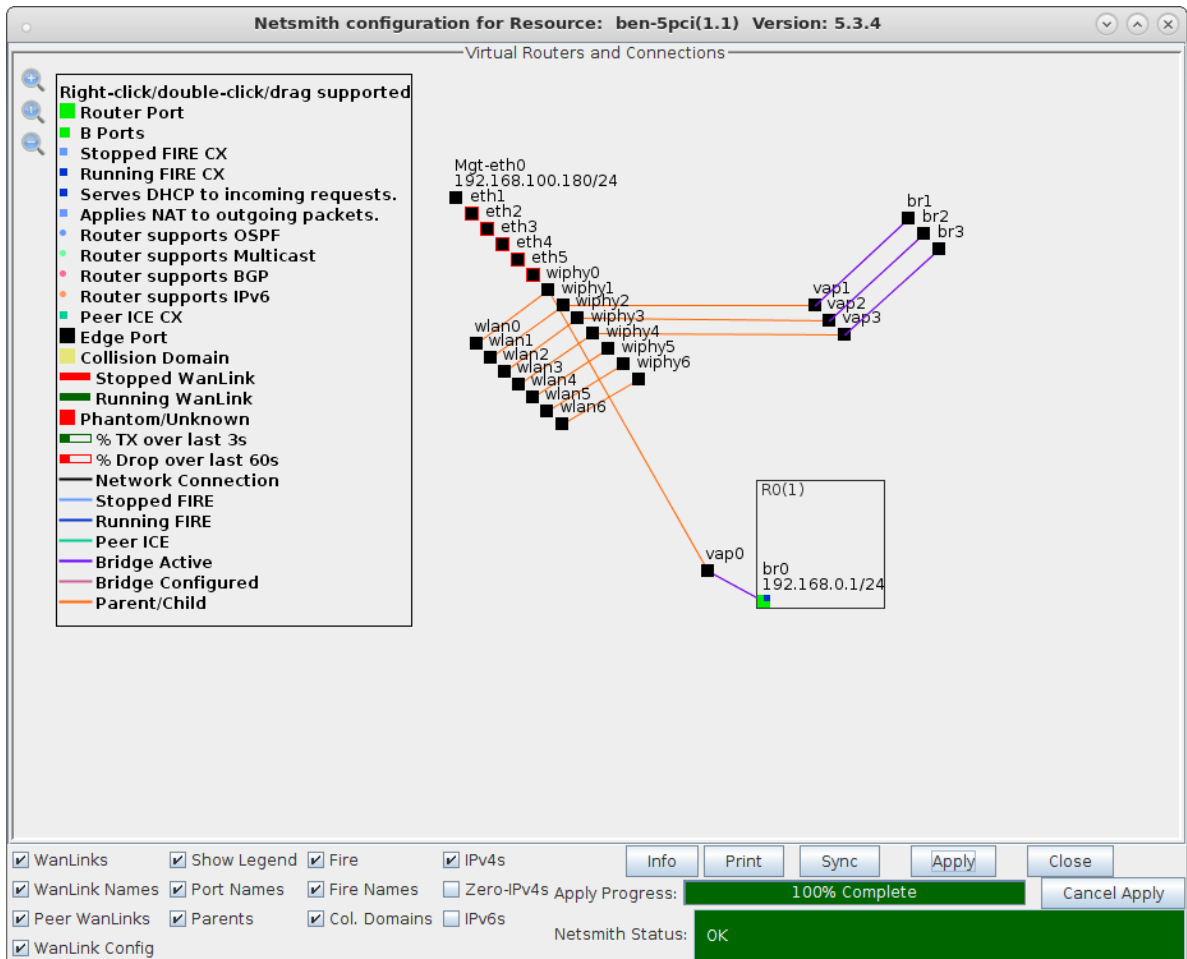 Netsmith configuration for Resource: ben-5pci(1.1) Version: 5.3.4
Virtual Routers and Connections
Right-click/double-click/drag supported
Router Port
B Ports
Stopped FIRE CX
Running FIRE CX
Serves DHCP to incoming requests.
Applies NAT to outgoing packets.
Router supports OSPF
Router supports Multicast
Router supports BGP
Router supports IPv6
Peer ICE CX
Edge Port
Collision Domain
Stopped WanLink
Running WanLink
Phantom/Unknown
% TX over last 3s
% Drop over last 60s
Network Connection
Stopped FIRE
Running FIRE
Peer ICE
Bridge Active
Bridge Configured
Parent/Child
Mgt-eth0
192.168.100.180/24
eth1
eth2
eth3
eth4
eth5
wiphy0
wiphy1
wiphy2
wiphy3
wiphy4
wiphy5
wiphy6
wlan0
wlan1
wlan2
wlan3
wlan4
wlan5
wlan6
br1
br2
br3
vap1
vap2
vap3
vap0
R0(1)
br0
192.168.0.1/24
WanLinks Show Legend Fire IPv4s Info Print Sync Apply Close
WanLink Names Port Names Fire Names Zero-IPv4s Apply Progress: 100% Complete Cancel Apply
Peer WanLinks Parents Col. Domains IPv6s
Netsmith Status: OK
WanLink Config